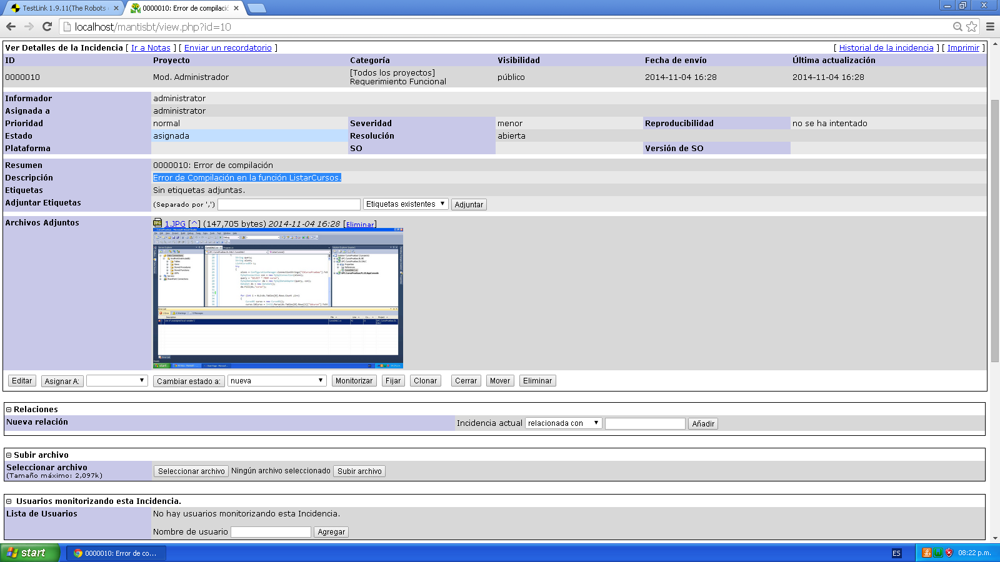 TestLink 1.9.11(The Robots
0000010: Error de compilació
localhost/mantisbt/view.php?id=10
Ver Detalles de la Incidencia [ Ir a Notas ] [ Enviar un recordatorio ] [ Historial de la incidencia ] [ Imprimir ]
ID Proyecto Categoría Visibilidad Fecha de envío Última actualización
0000010 Mod. Administrador [Todos los proyectos] Requerimiento Funcional público 2014-11-04 16:28 2014-11-04 16:28
Informador administrator
Asignada a administrator
Prioridad normal Severidad menor Reproducibilidad no se ha intentado
Estado asignada Resolución abierta
Plataforma SO Versión de SO
Resumen 0000010: Error de compilación
Descripción Error de Compilación en la función ListarCursos.
Etiquetas Sin etiquetas adjuntas.
Adjuntar Etiquetas (Separado por ',') Etiquetas existentes Adjuntar
Archivos Adjuntos 1.JPG [^] (147,705 bytes) 2014-11-04 16:28 [Eliminar]
Editar Asignar A: Cambiar estado a: nueva Monitorizar Fijar Clonar Cerrar Mover Eliminar
Relaciones
Nueva relación Incidencia actual relacionada con Añadir
Subir archivo
Seleccionar archivo
(Tamaño máximo: 2,097k)
Seleccionar archivo Ningún archivo seleccionado Subir archivo
Usuarios monitorizando esta Incidencia.
Lista de Usuarios No hay usuarios monitorizando esta Incidencia.
Nombre de usuario Agregar
start 0000010: Error de co... ES 08:22 p.m.